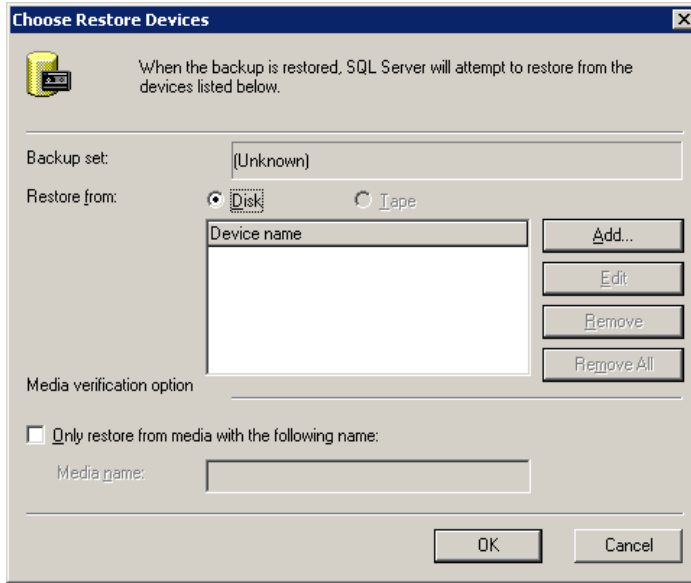 Choose Restore Devices
When the backup is restored, SQL Server will attempt to restore from the
devices listed below.
Backup set:
(Unknown)
Restore from:
Disk
Tape
Device name
Add...
Edit
Remove
Remove All
Media verification option
Only restore from media with the following name:
Media name:
OK
Cancel